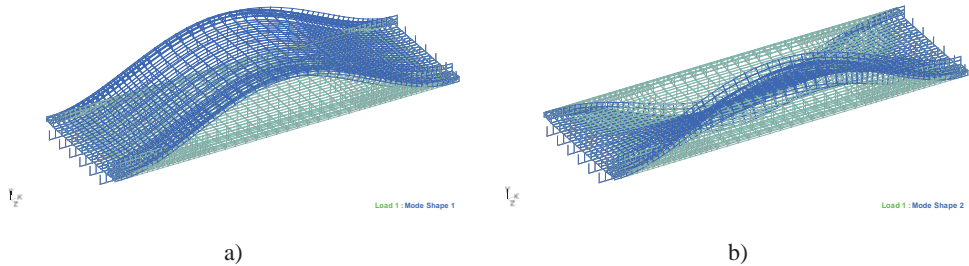 Y
X
Z
Load 1 : Mode Shape 1
Y
X
Z
Load 1 : Mode Shape 2
a)
b)